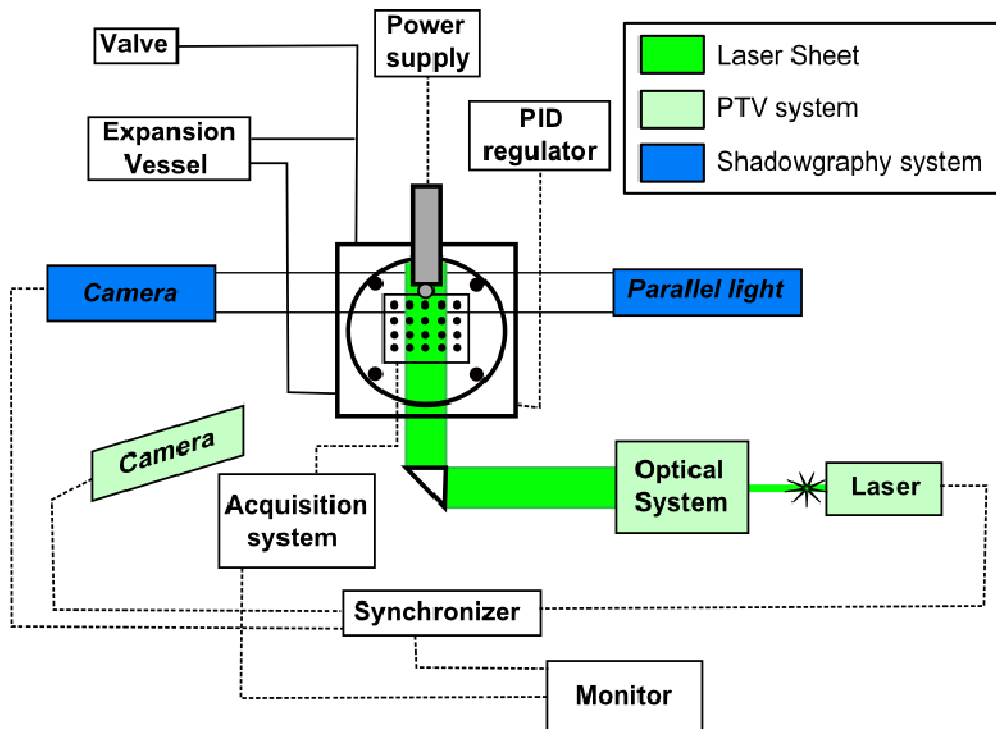 Valve
Power
supply
Expansion
Vessel
PID
regulator
Laser Sheet
PTV system
Shadowgraphy system
Camera
Parallel light
Camera
Acquisition
system
Optical
System
Laser
Synchronizer
Monitor